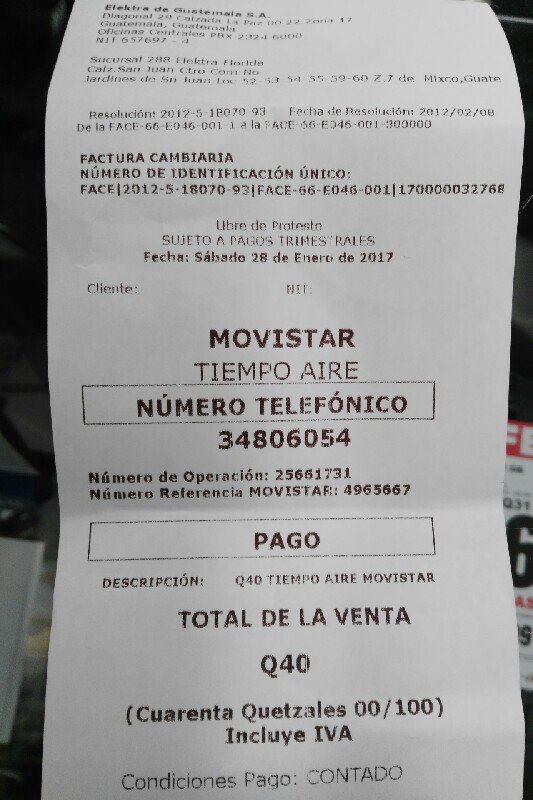 Elektra de Guatemala S.A.
Diagonal 29 Calzada La Paz 00 22 Zona 17
Guatemala, Guatemala
Oficinas Centrales PBX 2324 6000
NIT 657697 - 4
Sucursal 288 Elektra Florida
Calz.San Juan Ctro Com No
Jardines de Sn Juan Loc 52-53-54-55-59-60 Z.7 de Mixco,Guate
Resolución: 2012-5-18070-93 Fecha de Resolución: 2012/02/08
De la FACE-66-E046-001-1 a la FACE-66-E046-001-300000
FACTURA CAMBIARIA
NÚMERO DE IDENTIFICACIÓN ÚNICO:
FACE|2012-5-18070-93|FACE-66-E046-001|170000032768
Libre de Protesto
SUJETO A PAGOS TRIMESTRALES
Fecha: Sábado 28 de Enero de 2017
Cliente: NIT:
MOVISTAR
TIEMPO AIRE
NÚMERO TELEFÓNICO
34806054
Número de Operación: 25661731
Número Referencia MOVISTAR: 4965667
PAGO
DESCRIPCIÓN: Q40 TIEMPO AIRE MOVISTAR
TOTAL DE LA VENTA
Q40
(Cuarenta Quetzales 00/100)
Incluye IVA
Condiciones Pago: CONTADO